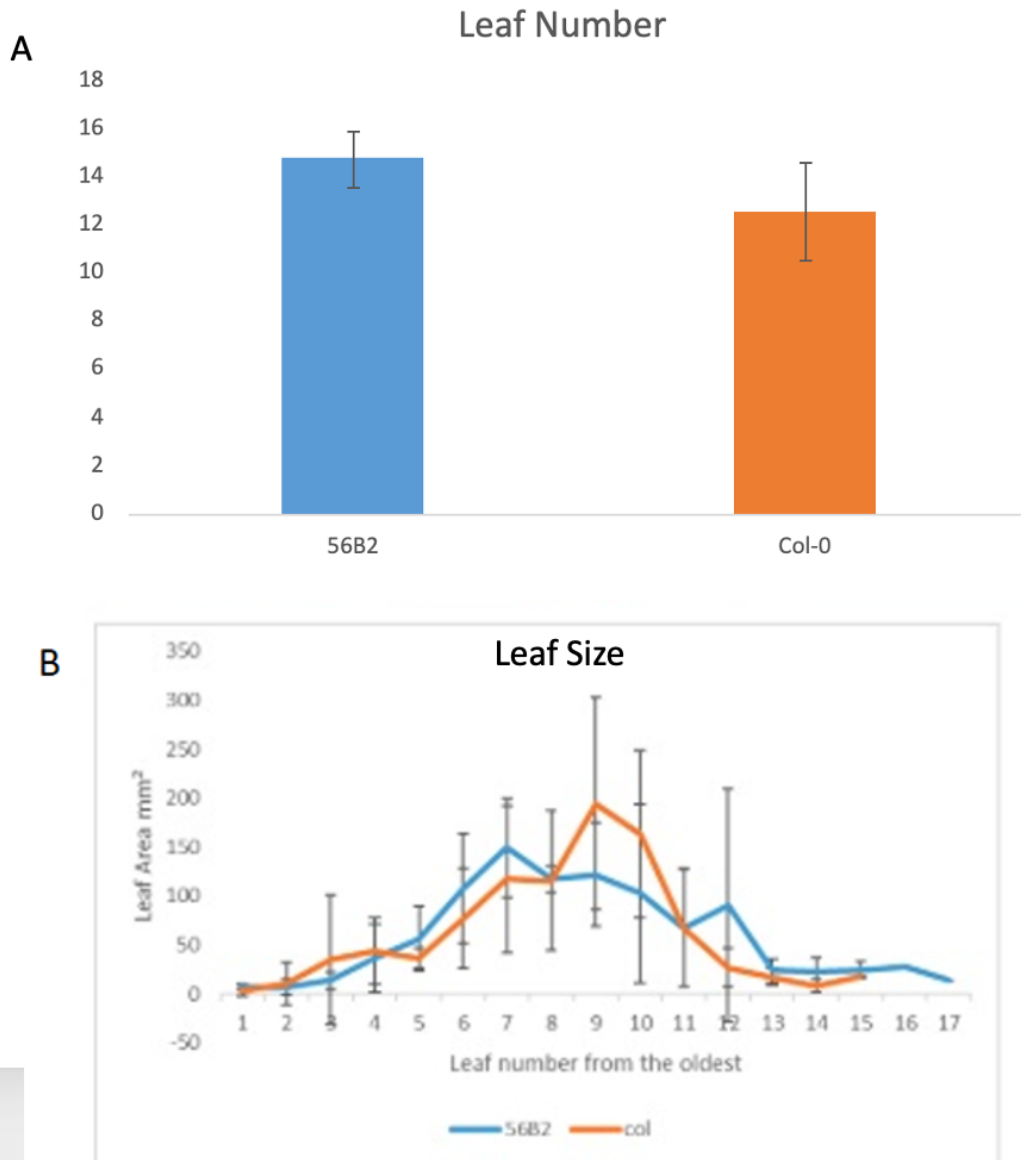 Leaf Number
A
18
16
14
12
10
8
6
4
2
0
56B2 Col-0
B
Leaf Size
350
300
250
200
150
100
50
0
-50
Leaf Area mm²
1 2 3 4 5 6 7 8 9 10 11 12 13 14 15 16 17
Leaf number from the oldest
56B2 col